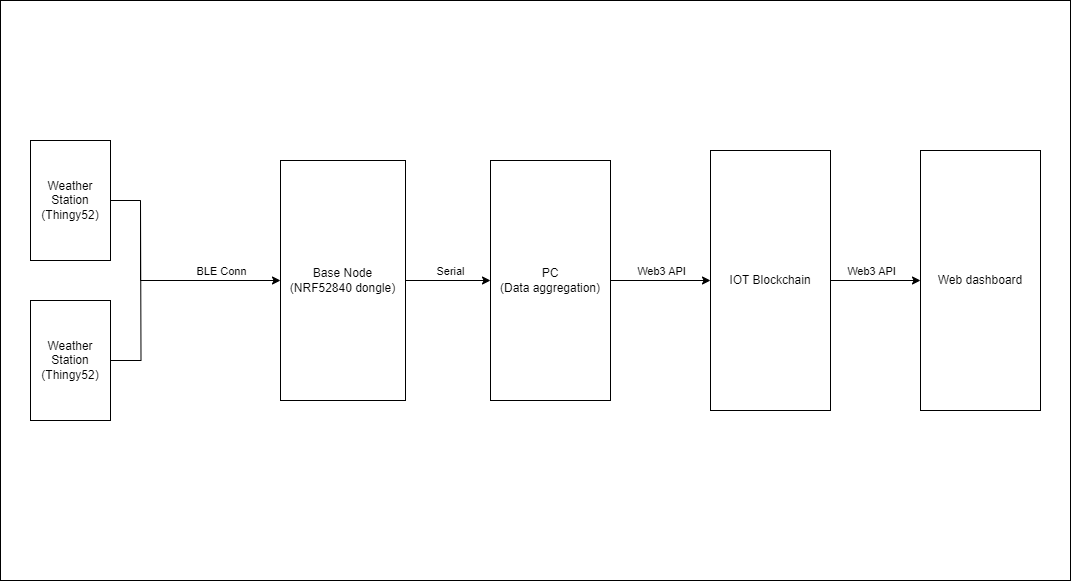 Weather
Station
(Thingy52)
Weather
Station
(Thingy52)
BLE Conn
Base Node
(NRF52840 dongle)
Serial
PC
(Data aggregation)
Web3 API
IOT Blockchain
Web3 API
Web dashboard